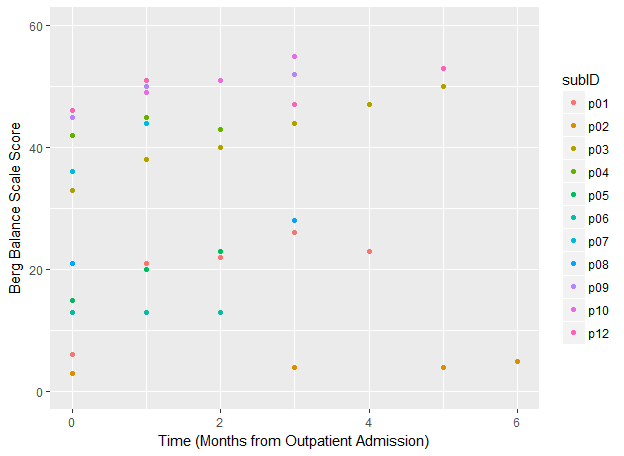 60
40
20
0
Berg Balance Scale Score
0 2 4 6
Time (Months from Outpatient Admission)
subID
p01
p02
p03
p04
p05
p06
p07
p08
p09
p10
p12